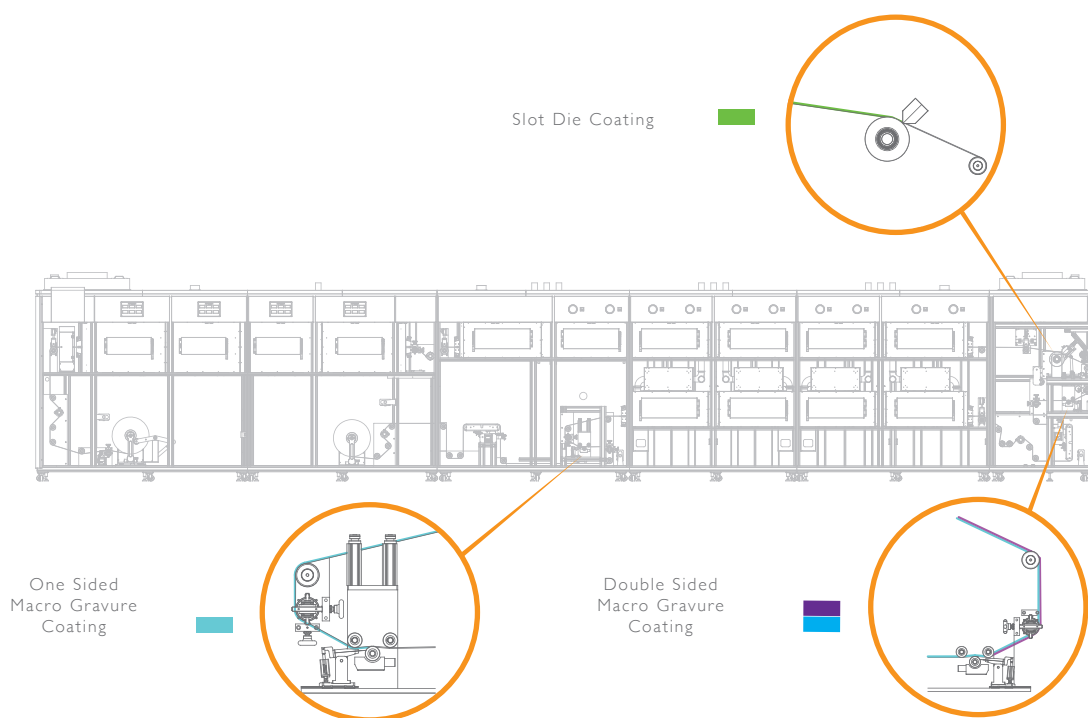 Slot Die Coating
One Sided
Macro Gravure
Coating
Double Sided
Macro Gravure
Coating